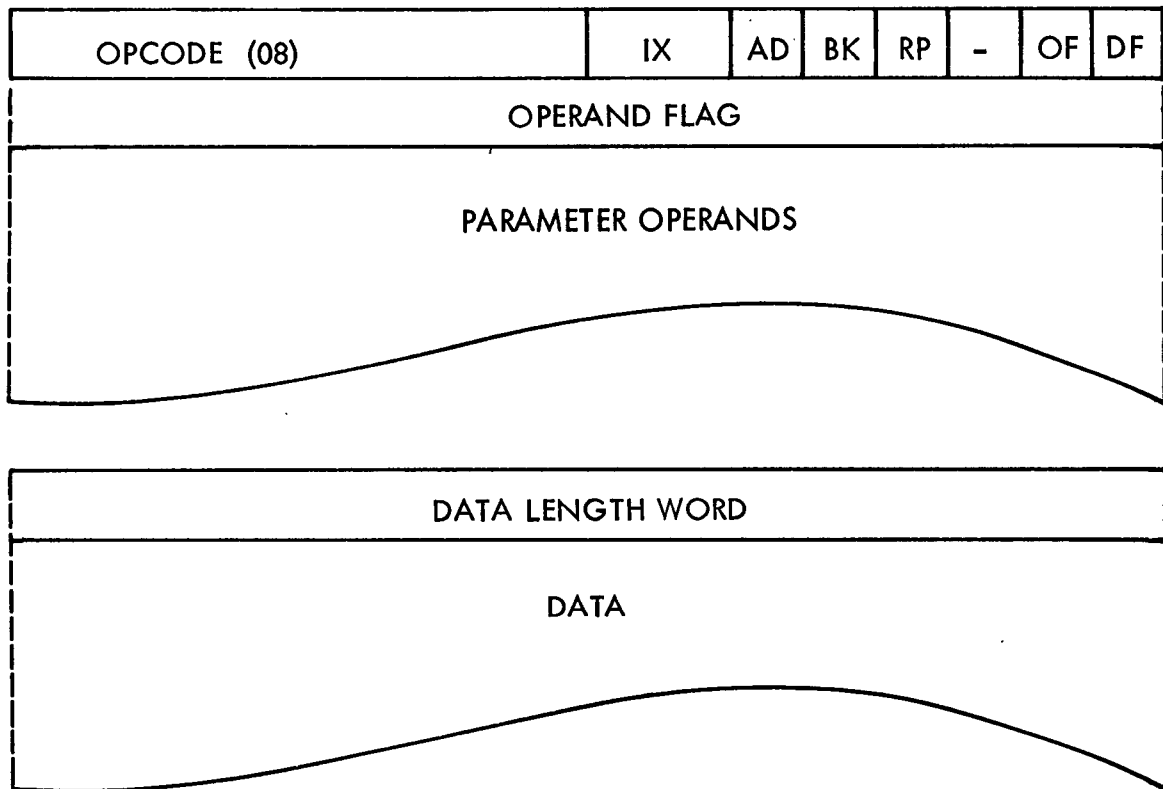 OPCODE (08) IX AD BK RP - OF DF
OPERAND FLAG
PARAMETER OPERANDS
DATA LENGTH WORD
DATA